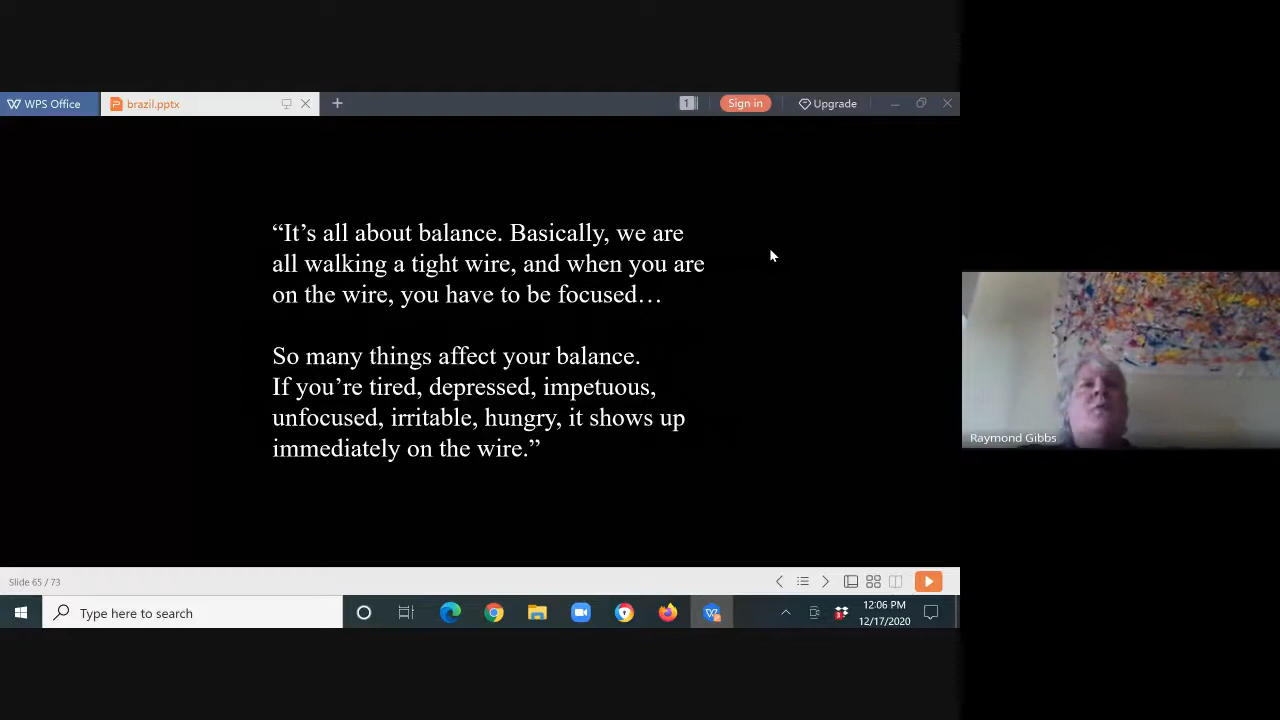 WPS Office
brazil.pptx
1
Sign in
Upgrade
“It’s all about balance. Basically, we are
all walking a tight wire, and when you are
on the wire, you have to be focused…
So many things affect your balance.
If you’re tired, depressed, impetuous,
unfocused, irritable, hungry, it shows up
immediately on the wire.”
Raymond Gibbs
Slide 65 / 73
Type here to search
12:06 PM
12/17/2020